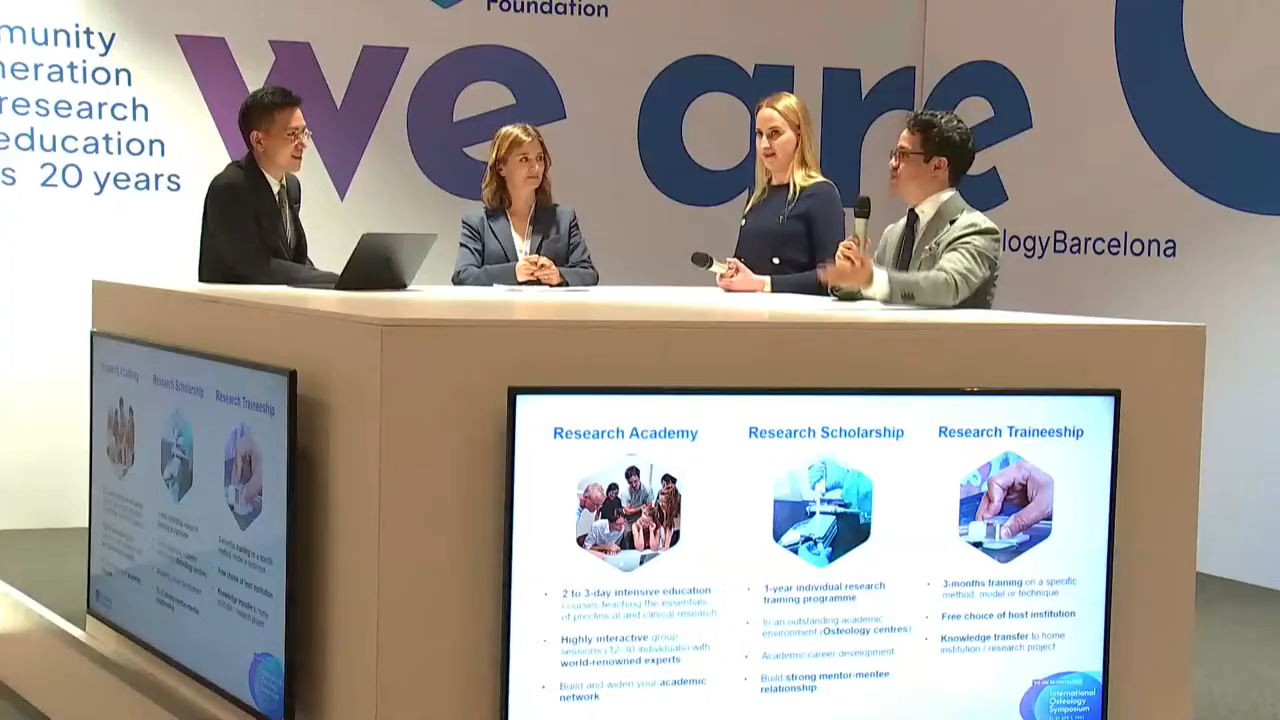 Foundation
munity
neration
research
education
s 20 years
we are
logyBarcelona
Research Academy
Research Scholarship
Research Traineeship
Research Academy
2 to 3-day intensive education
courses teaching the essentials
of preclinical and clinical research
Highly interactive group
sessions (12-30 individuals) with
world-renowned experts
Build and widen your academic
network
Research Scholarship
1-year individual research
training programme
In an outstanding academic
environment (Osteology centres)
Academic career development
Build strong mentor-mentee
relationship
Research Traineeship
3-months training on a specific
method, model or technique
Free choice of host institution
Knowledge transfer to home
institution / research project
International
Osteology
Symposium